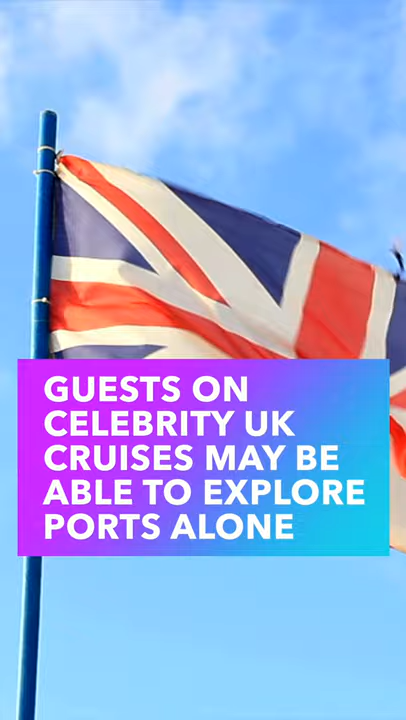 GUESTS ON
CELEBRITY UK
CRUISES MAY BE
ABLE TO EXPLORE
PORTS ALONE